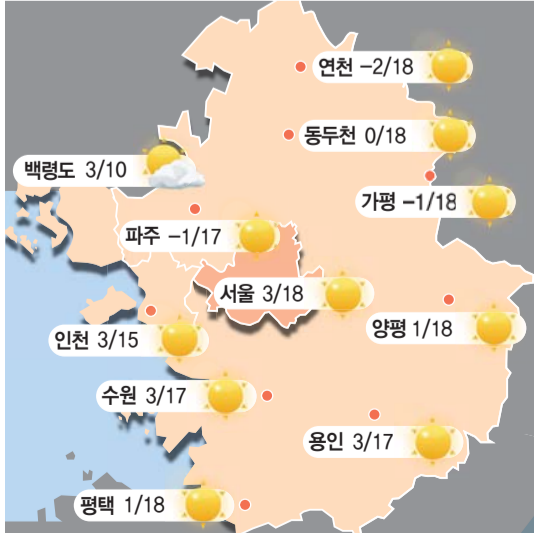 연천 -2/18
동두천 0/18
백령도 3/10
가평 -1/18
파주 -1/17
서울 3/18
양평 1/18
인천 3/15
수원 3/17
용인 3/17
평택 1/18